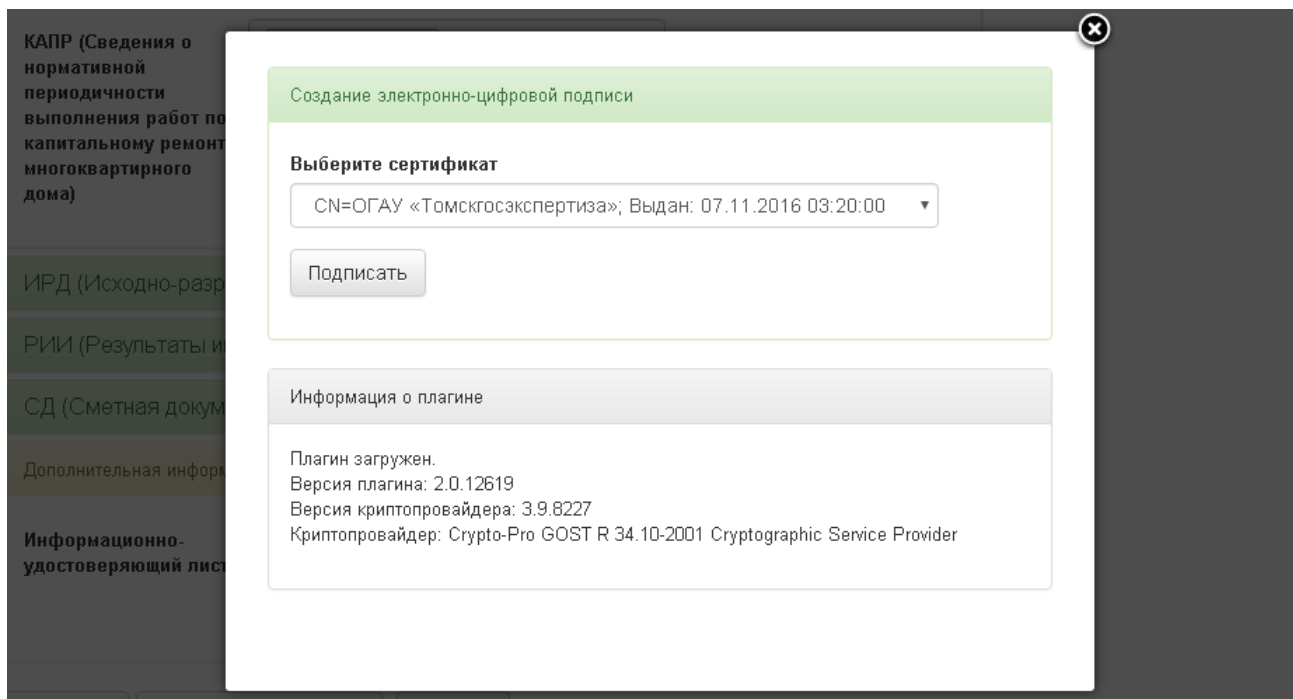 КАПР (Сведения о
нормативной
периодичности
выполнения работ по
капитальному ремонт
многоквартирного
дома)
ИРД (Исходно-разр
РИИ (Результаты и
СД (Сметная докум
Дополнительная информ
Информационно-
удостоверяющий лист
Создание электронно-цифровой подписи
Выберите сертификат
CN=ОГАУ «Томскгосэкспертиза»; Выдан: 07.11.2016 03:20:00
Подписать
Информация о плагине
Плагин загружен.
Версия плагина: 2.0.12619
Версия криптопровайдера: 3.9.8227
Криптопровайдер: Crypto-Pro GOST R 34.10-2001 Cryptographic Service Provider